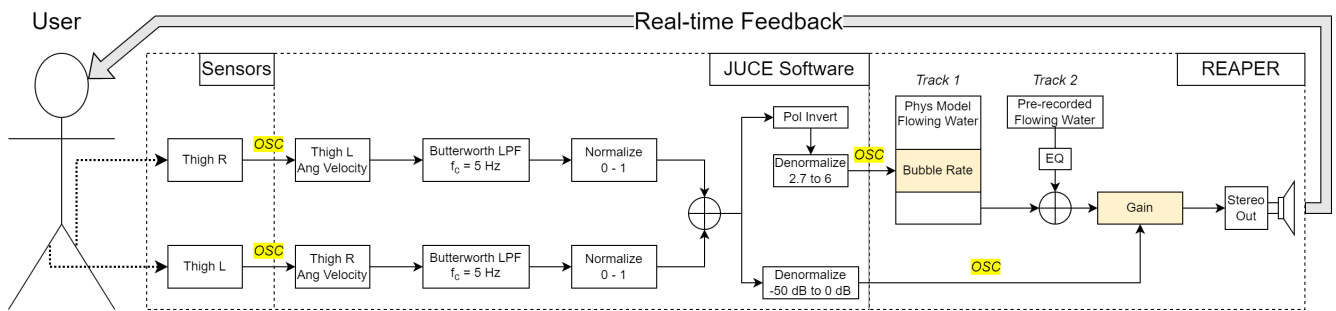 User
Real-time Feedback
Sensors
JUCE Software
REAPER
Track 1
Track 2
Thigh R
OSC
Thigh L
Ang Velocity
Butterworth LPF
fc = 5 Hz
Normalize
0 - 1
Pol Invert
Denormalize
2.7 to 6
OSC
Phys Model
Flowing Water
Bubble Rate
Pre-recorded
Flowing Water
EQ
Gain
Stereo
Out
Thigh L
OSC
Thigh R
Ang Velocity
Butterworth LPF
fc = 5 Hz
Normalize
0 - 1
Denormalize
-50 dB to 0 dB
OSC